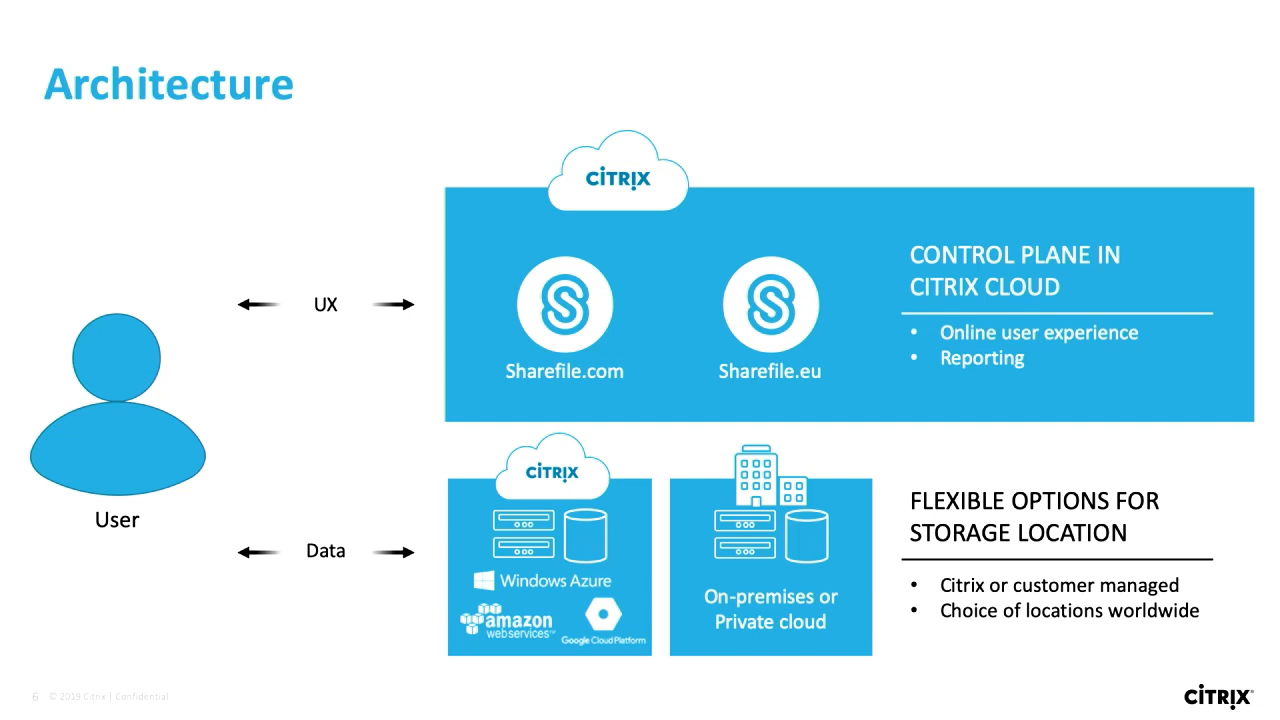 Architecture
CITRIX
CONTROL PLANE IN
CITRIX CLOUD
UX
• Online user experience
• Reporting
Sharefile.com
Sharefile.eu
CITRIX
User
Data
Windows Azure
amazon
webservices™
Google Cloud Platform
On-premises or
Private cloud
FLEXIBLE OPTIONS FOR
STORAGE LOCATION
• Citrix or customer managed
• Choice of locations worldwide
6 © 2019 Citrix | Confidential
CITRIX